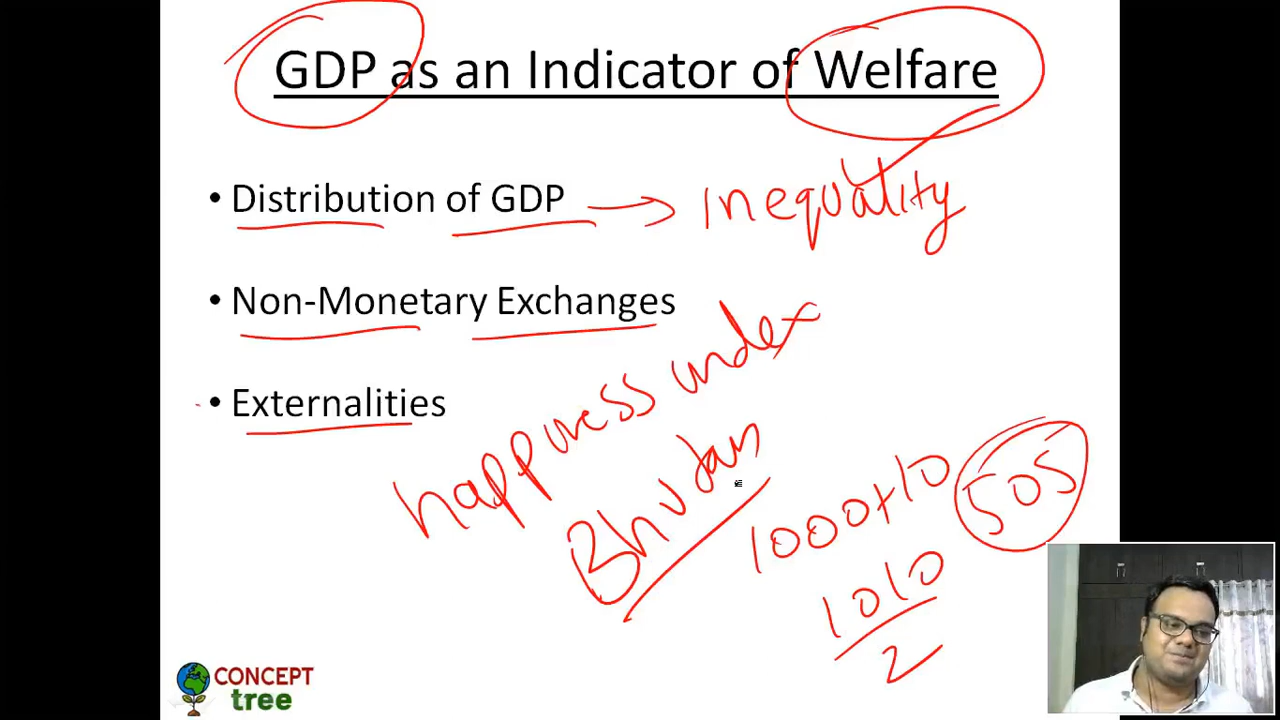 GDP as an Indicator of Welfare
• Distribution of GDP → inequality
• Non-Monetary Exchanges
• Externalities
happiness index
Bhutan
1000+10
505
1010
2
CONCEPT
tree